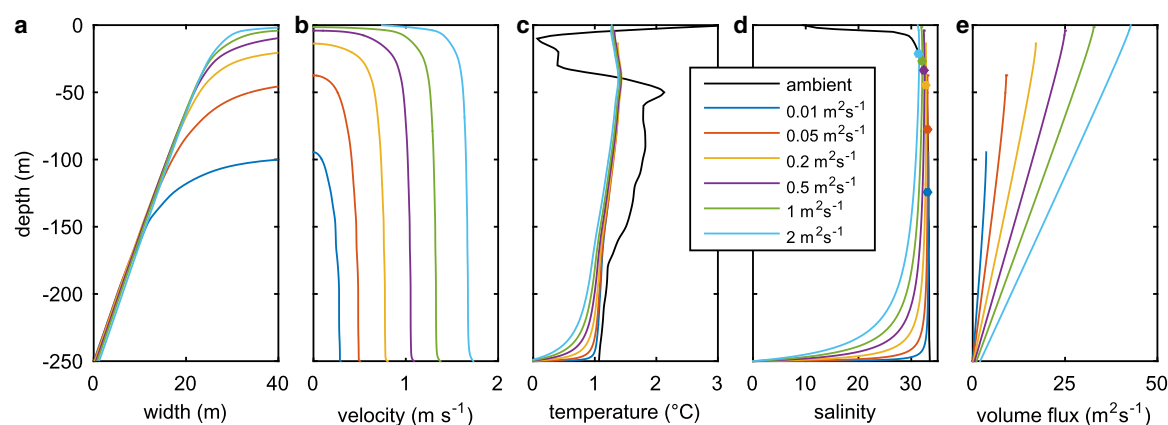 a b c d e
0
-50
-100
-150
-200
-250
depth (m)
0 20 40
width (m)
0 1 2
velocity (m s⁻¹)
0 1 2 3
temperature (°C)
0 10 20 30
salinity
0 25 50
volume flux (m²s⁻¹)
ambient
0.01 m²s⁻¹
0.05 m²s⁻¹
0.2 m²s⁻¹
0.5 m²s⁻¹
1 m²s⁻¹
2 m²s⁻¹